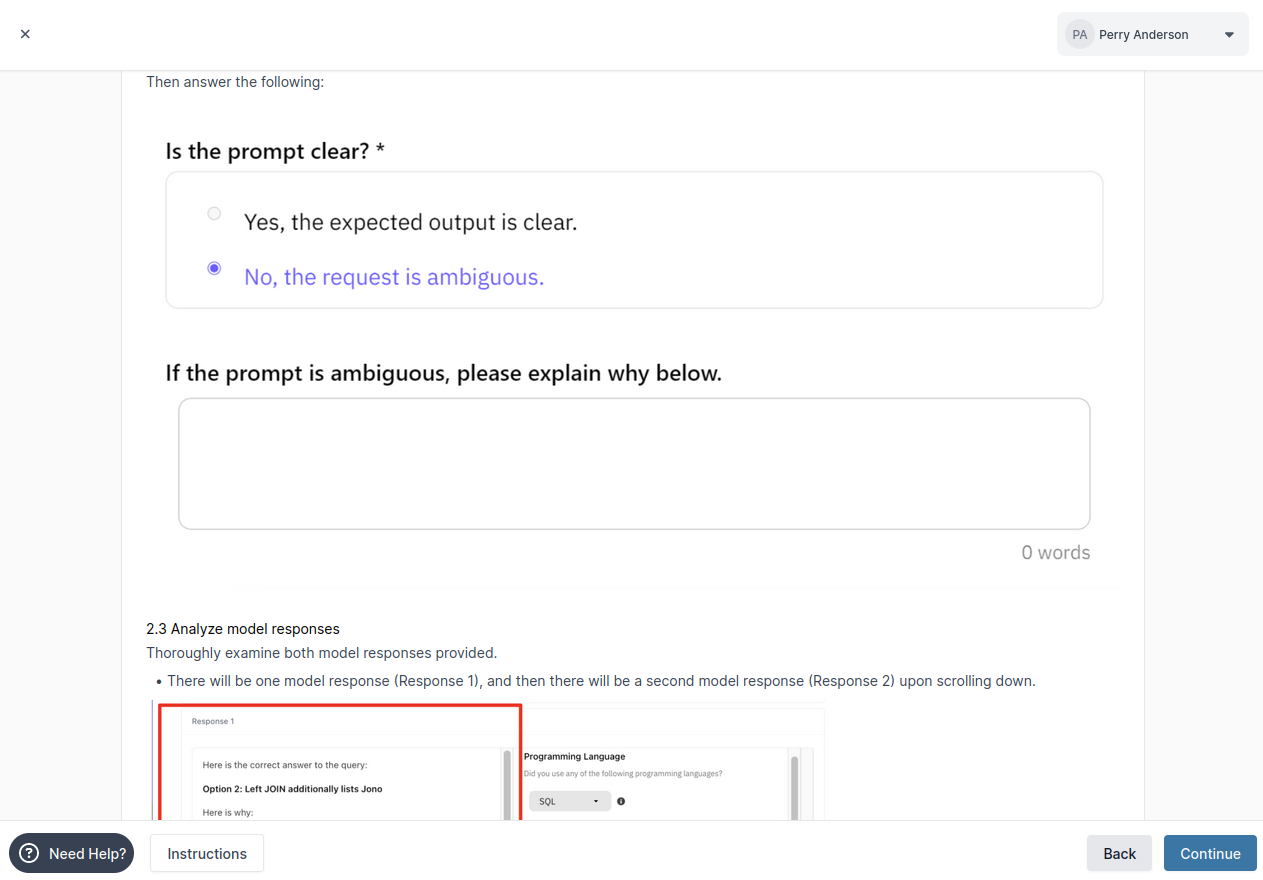 ×
PA Perry Anderson
Then answer the following:
Is the prompt clear? *
Yes, the expected output is clear.
No, the request is ambiguous.
If the prompt is ambiguous, please explain why below.
0 words
2.3 Analyze model responses
Thoroughly examine both model responses provided.
• There will be one model response (Response 1), and then there will be a second model response (Response 2) upon scrolling down.
Response 1
Here is the correct answer to the query:
Option 2: Left JOIN additionally lists Jono
Here is why:
Programming Language
Did you use any of the following programming languages?
SQL
? Need Help?
Instructions
Back
Continue